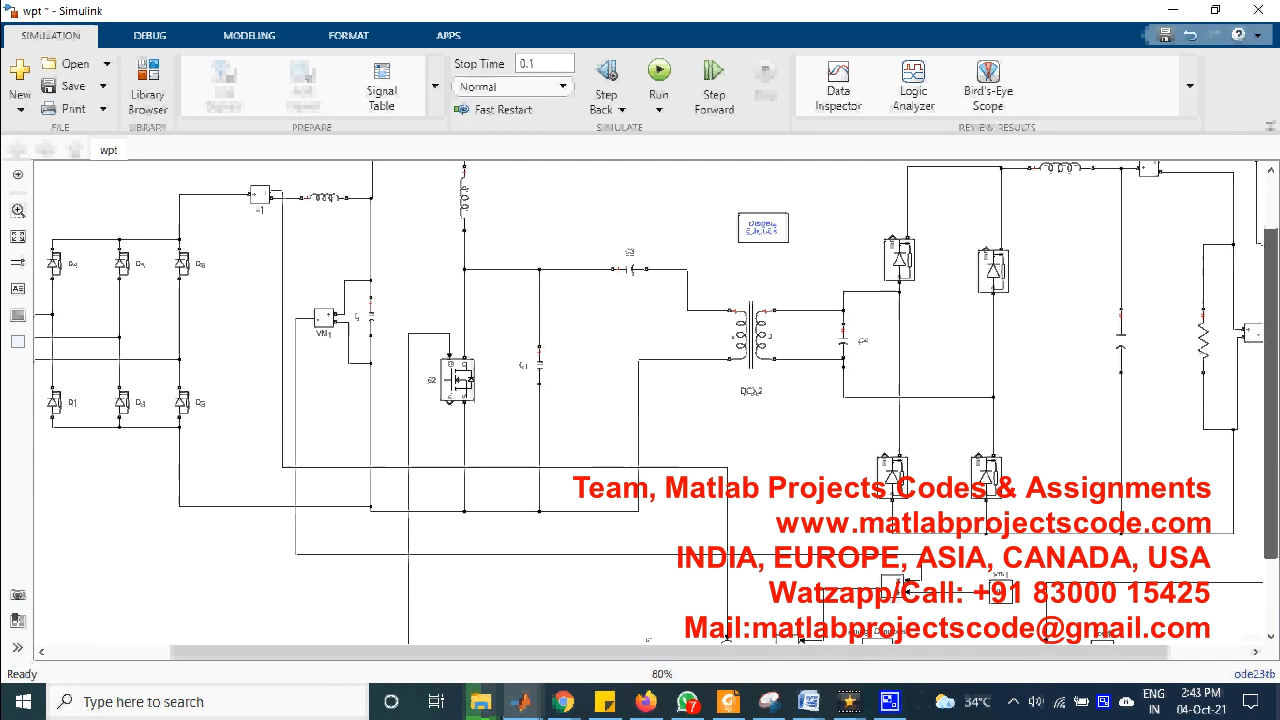 wpt * - Simulink
SIMULATION
DEBUG
MODELING
FORMAT
APPS
New
Open
Save
Print
FILE
Library
Browser
LIBRARY
Signal
Table
PREPARE
Stop Time 0.1
Normal
Fast Restart
Step
Back
Run
Step
Forward
SIMULATE
Data
Inspector
Logic
Analyzer
Bird's-Eye
Scope
REVIEW RESULTS
wpt
VM1
D1
Team, Matlab Projects Codes & Assignments
www.matlabprojectscode.com
INDIA, EUROPE, ASIA, CANADA, USA
Watzapp/Call: +91 83000 15425
Mail:matlabprojectscode@gmail.com
Ready
80%
ode23tb
Type here to search
7
34°C
ENG
IN
2:43 PM
04-Oct-21